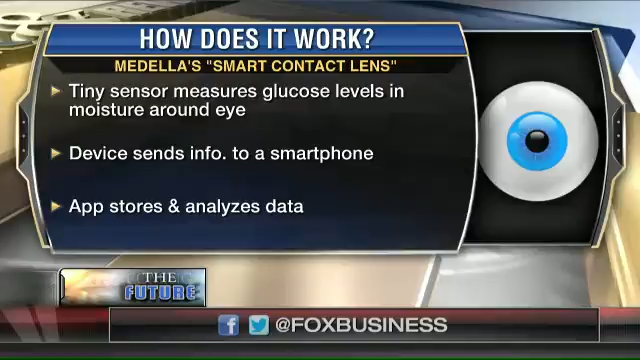 HOW DOES IT WORK?
MEDELLA'S "SMART CONTACT LENS"
Tiny sensor measures glucose levels in
moisture around eye
Device sends info. to a smartphone
App stores & analyzes data
THE
FUTURE
@FOXBUSINESS